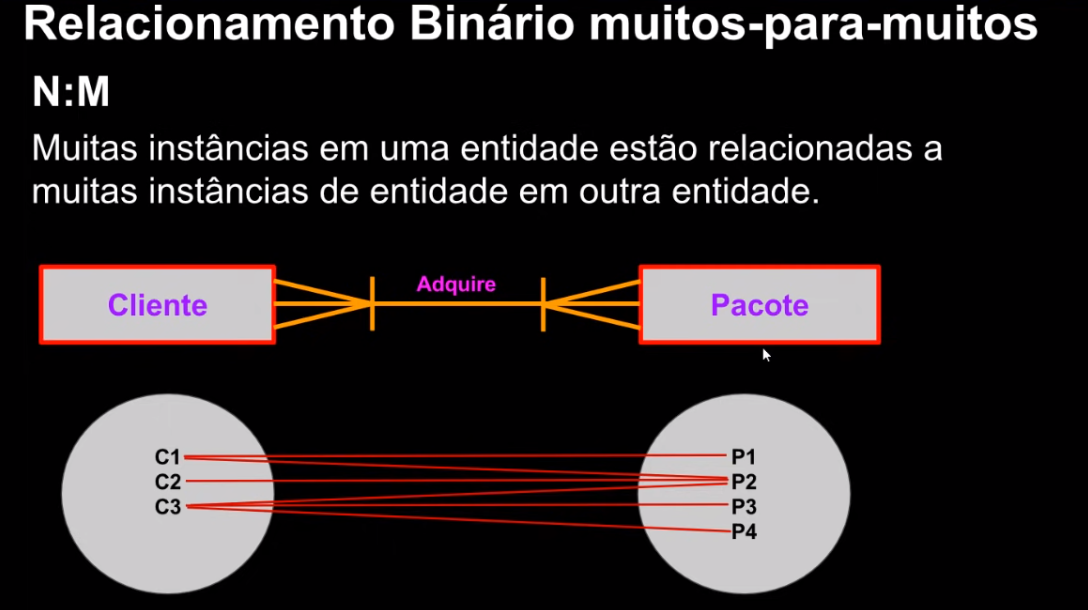 Relacionamento Binário muitos-para-muitos
N:M
Muitas instâncias em uma entidade estão relacionadas a
muitas instâncias de entidade em outra entidade.
Adquire
Cliente
Pacote
C1
C2
C3
P1
P2
P3
P4